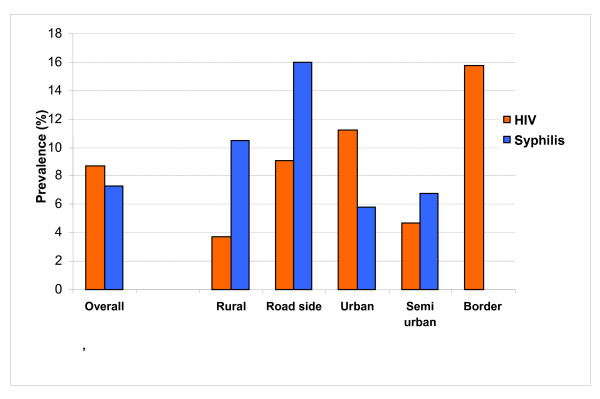 18
16
14
12
10
8
6
4
2
0
Prevalence (%)
HIV
Syphilis
Overall
Rural
Road side
Urban
Semi
urban
Border
,